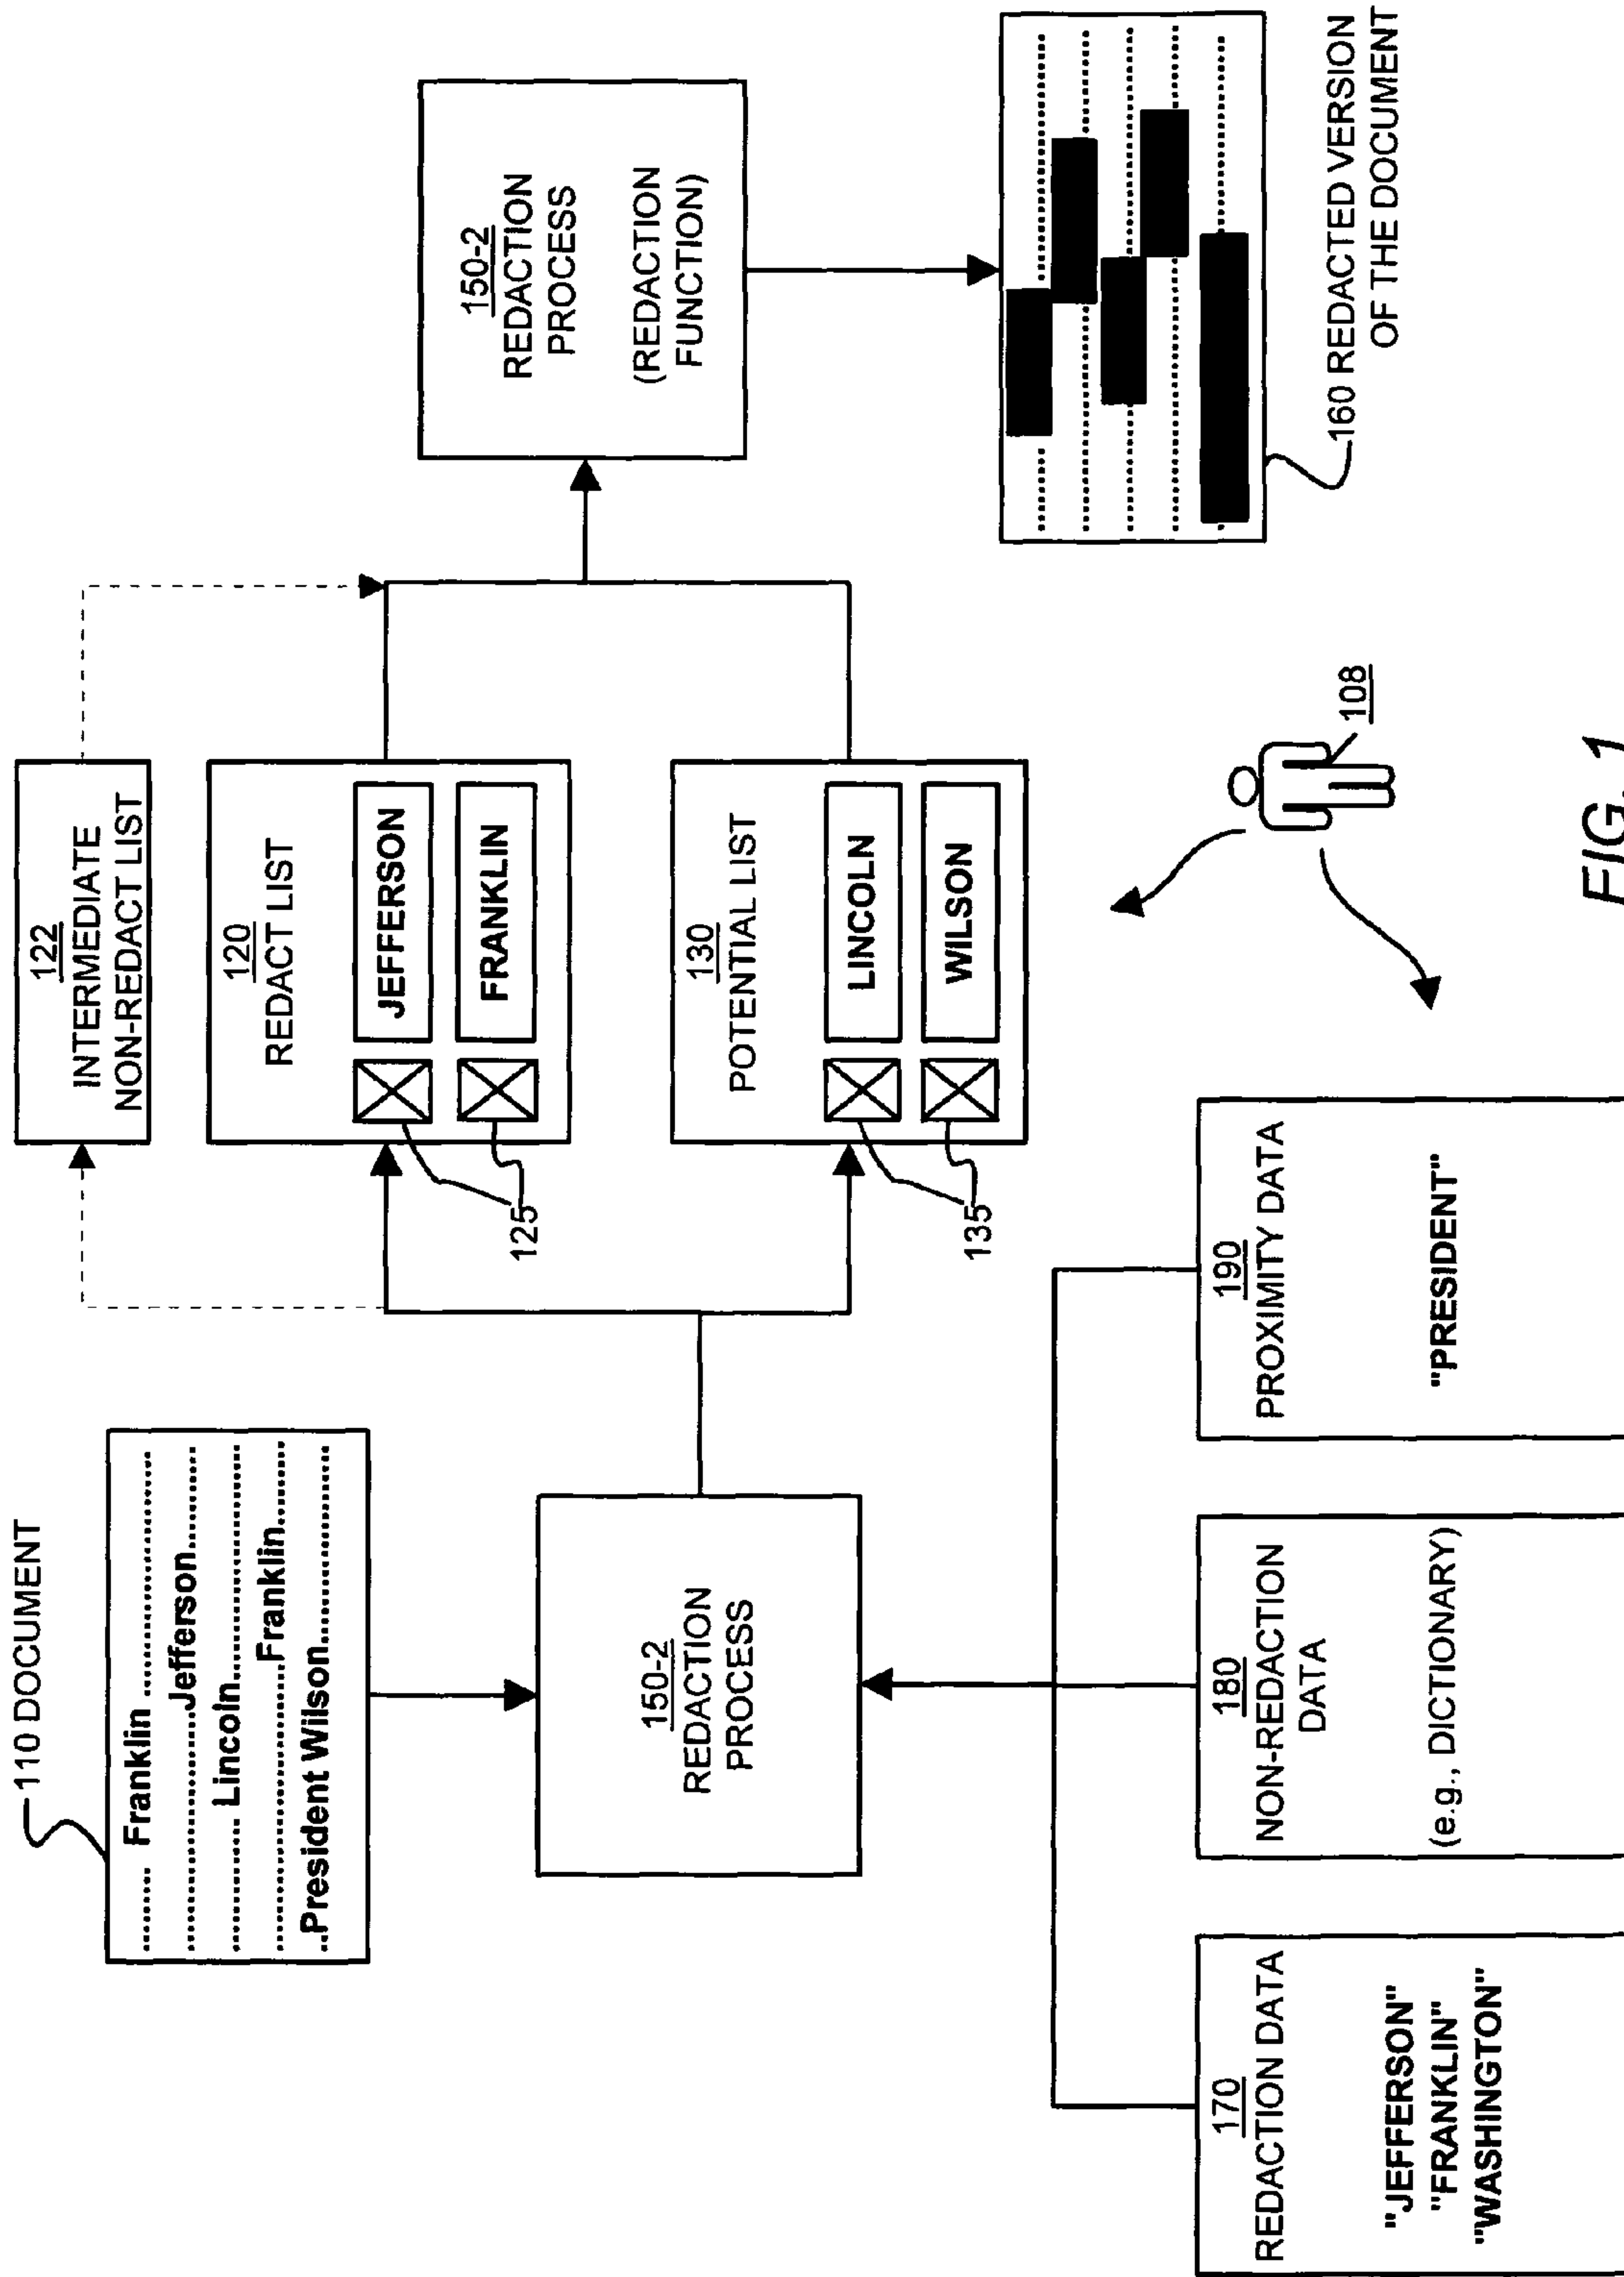 110 DOCUMENT
........ Franklin ........................
........................Jefferson...............
............ Lincoln................................
.............................Franklin..........
...President Wilson.....................
150-2
REDACTION
PROCESS
170
REDACTION DATA
"JEFFERSON"
"FRANKLIN"
"WASHINGTON"
180
NON-REDACTION
DATA
(e.g., DICTIONARY)
190
PROXIMITY DATA
"PRESIDENT"
122
INTERMEDIATE
NON-REDACT LIST
120
REDACT LIST
JEFFERSON
FRANKLIN
125
130
POTENTIAL LIST
LINCOLN
WILSON
135
108
150-2
REDACTION
PROCESS
(REDACTION
FUNCTION)
160 REDACTED VERSION
OF THE DOCUMENT
FIG. 1